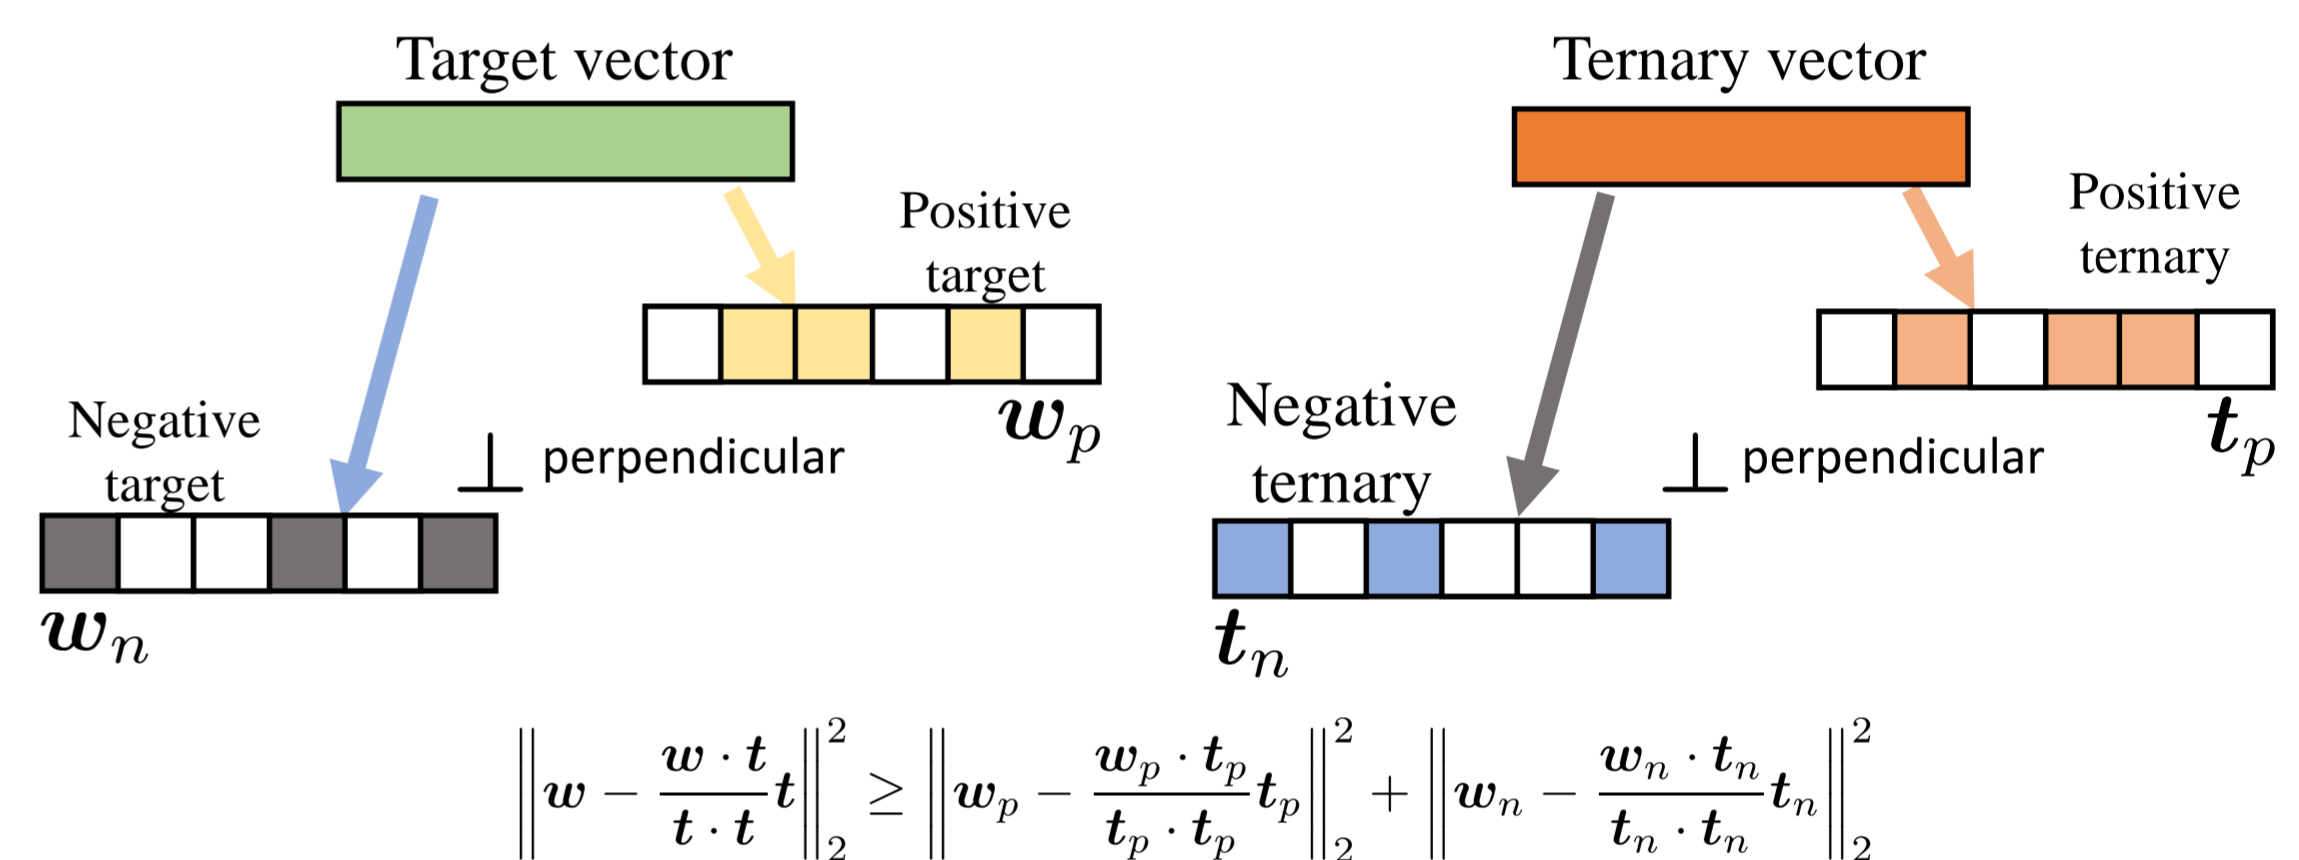 Target vector
Positive
target
w_p
Negative
target
⊥ perpendicular
w_n
Ternary vector
Positive
ternary
t_p
Negative
ternary
⊥ perpendicular
t_n
‖w − (w · t)/(t · t) t‖₂² ≥ ‖w_p − (w_p · t_p)/(t_p · t_p) t_p‖₂² + ‖w_n − (w_n · t_n)/(t_n · t_n) t_n‖₂²